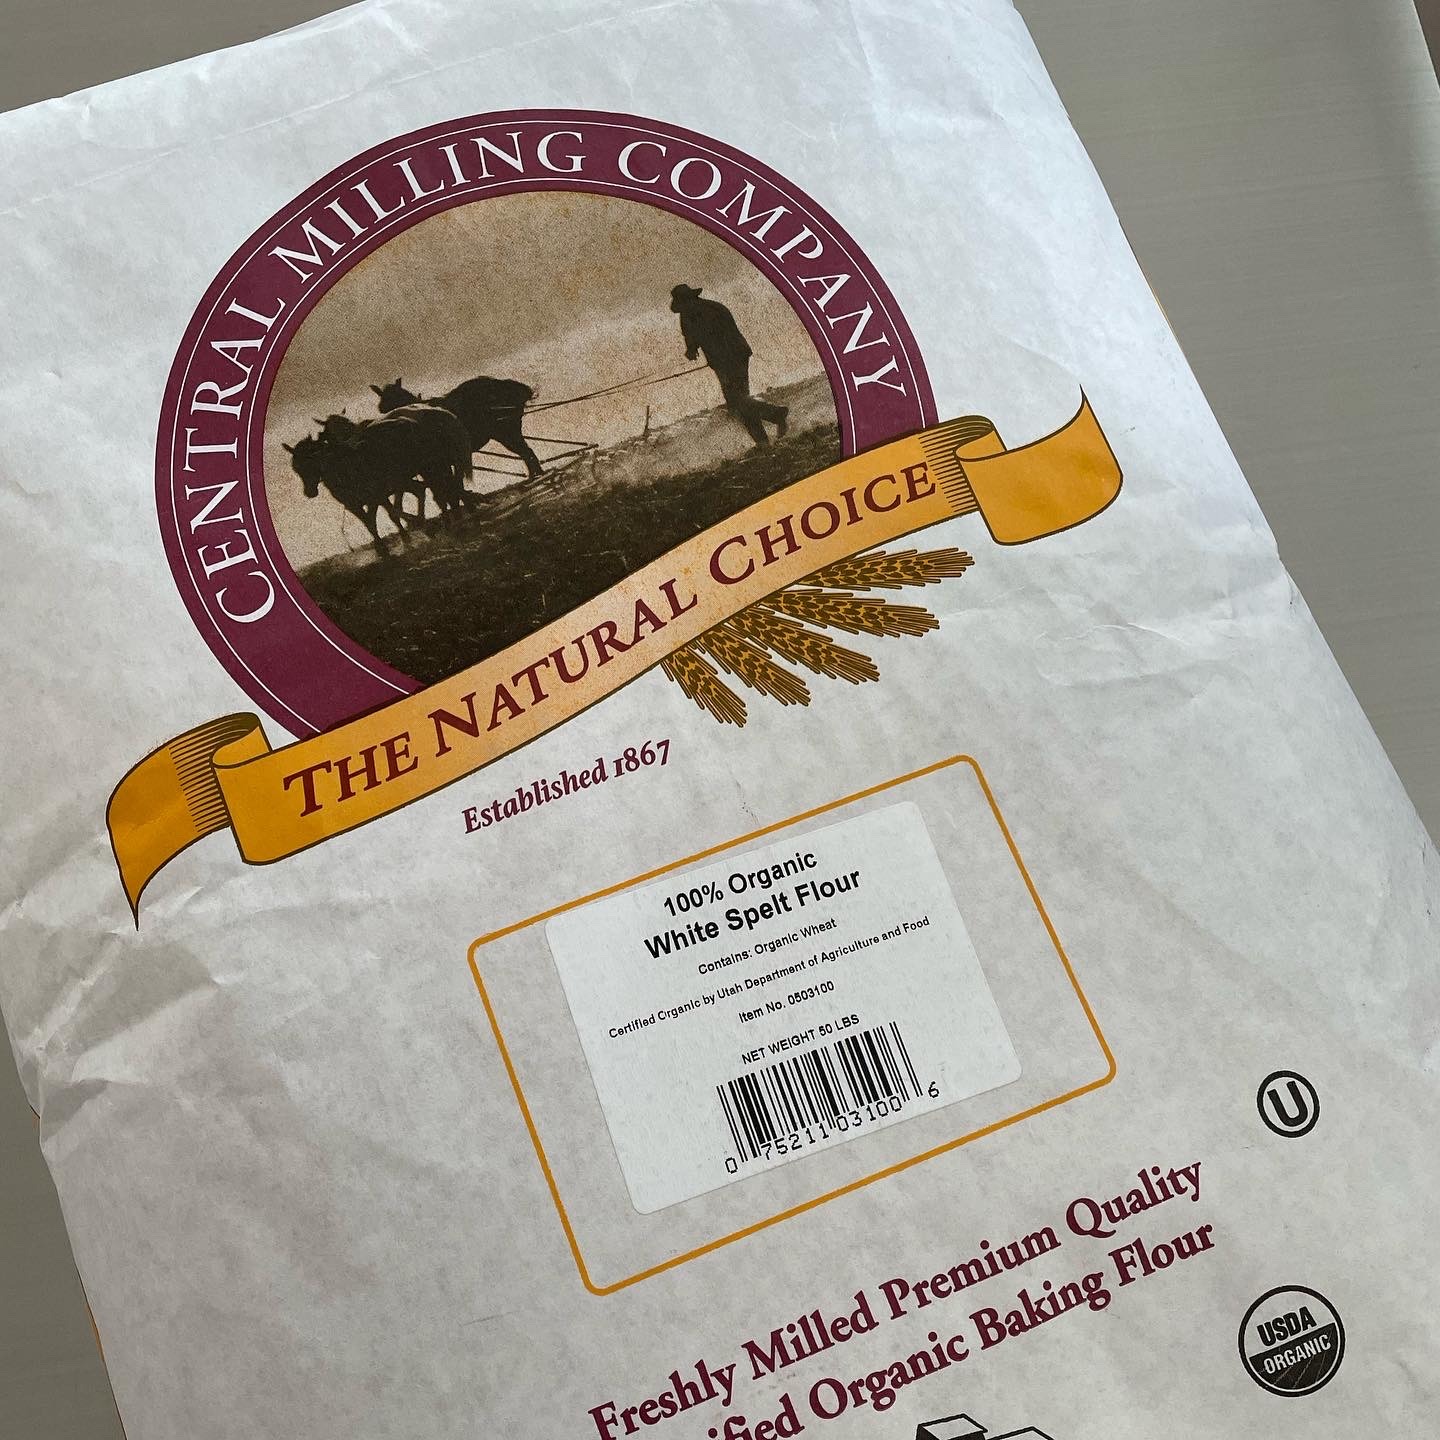 CENTRAL MILLING COMPANY
THE NATURAL CHOICE
Established 1867
100% Organic
White Spelt Flour
Contains: Organic Wheat
Certified Organic by Utah Department of Agriculture and Food
Item No. 0503100
NET WEIGHT 50 LBS
0 75211 03100 6
U
Freshly Milled Premium Quality
Organic Baking Flour
USDA
ORGANIC